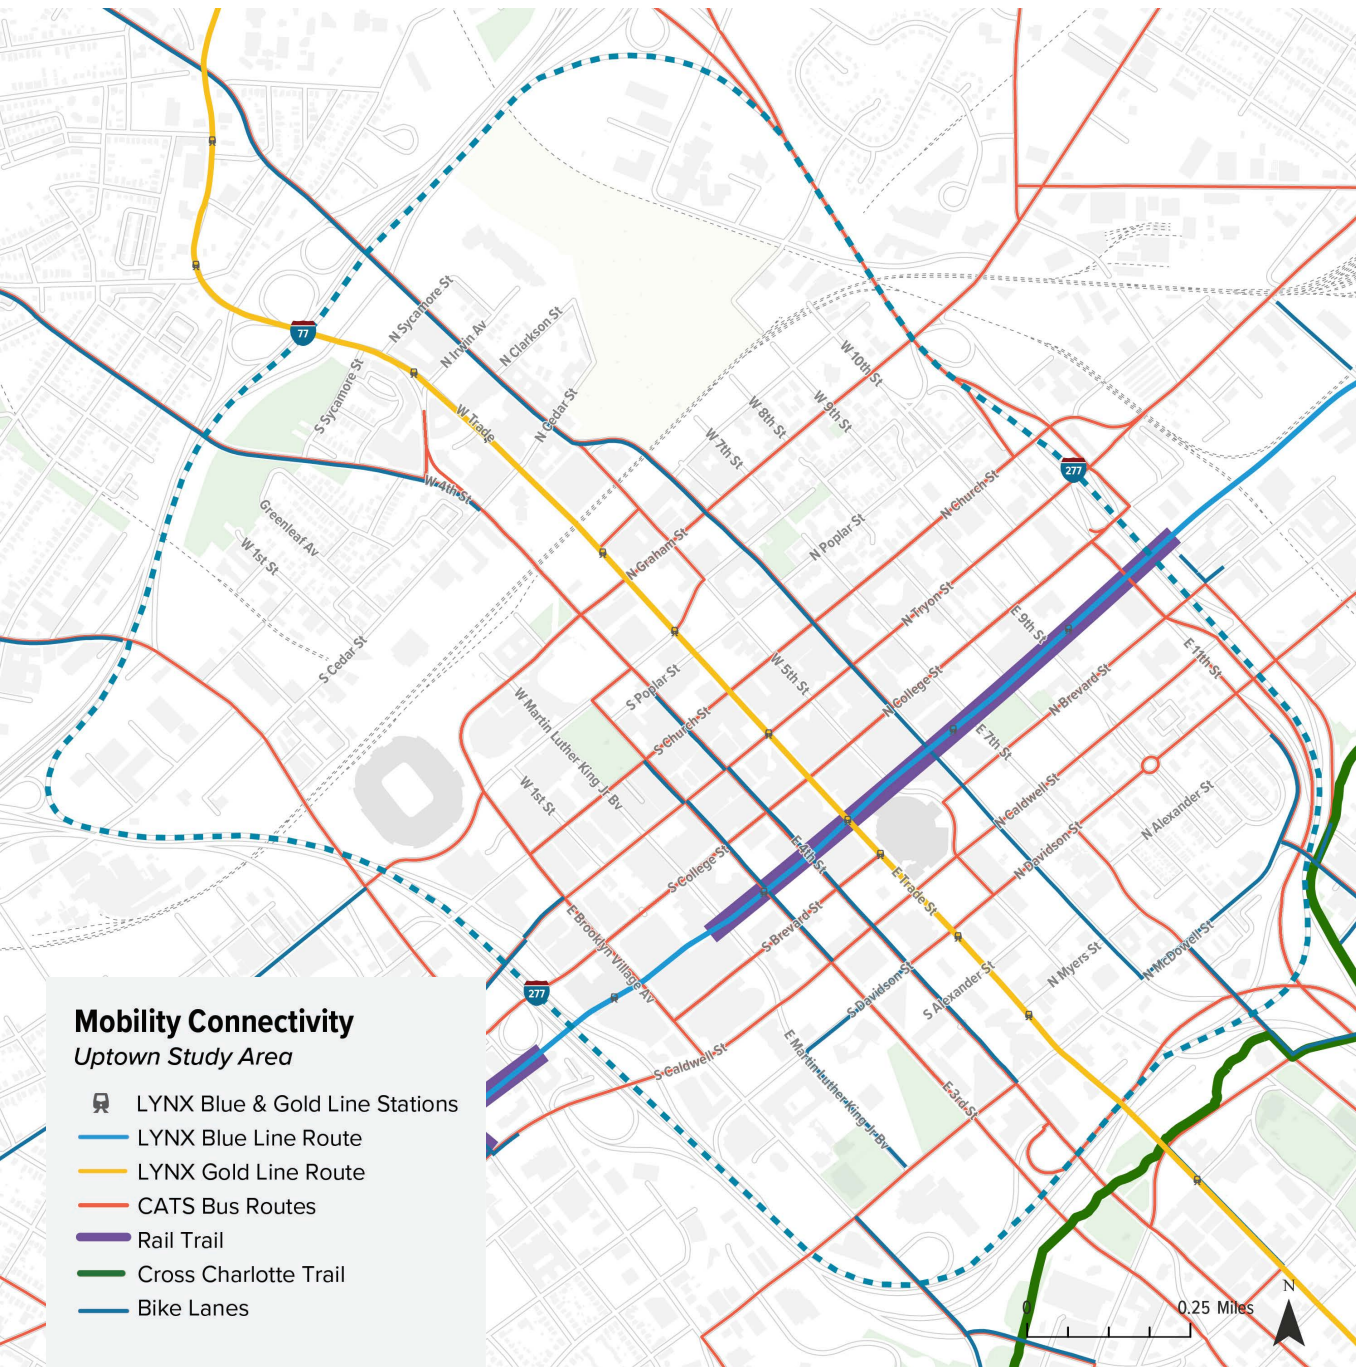 77
N Sycamore St
N Irwin Av
N Clarkson St
S Sycamore St
N Cedar St
W Trade
W 10th St
W 9th St
W 8th St
W 7th St
277
W 4th St
Greenleaf Av
W 1st St
N Church St
N Poplar St
N Graham St
N Tryon St
E 9th St
E 11th St
S Cedar St
W 5th St
S Poplar St
N College St
N Brevard St
W Martin Luther King Jr Bv
S Church St
E 7th St
W 1st St
N Caldwell St
N Alexander St
E 4th St
N Davidson St
S College St
E Trade St
S Brevard St
E Brooklyn Village Av
N McDowell St
N Myers St
S Davidson St
S Alexander St
277
E Martin Luther King Jr Bv
S Caldwell St
E 3rd St
Mobility Connectivity
Uptown Study Area
LYNX Blue & Gold Line Stations
LYNX Blue Line Route
LYNX Gold Line Route
CATS Bus Routes
Rail Trail
Cross Charlotte Trail
Bike Lanes
N
0 0.25 Miles